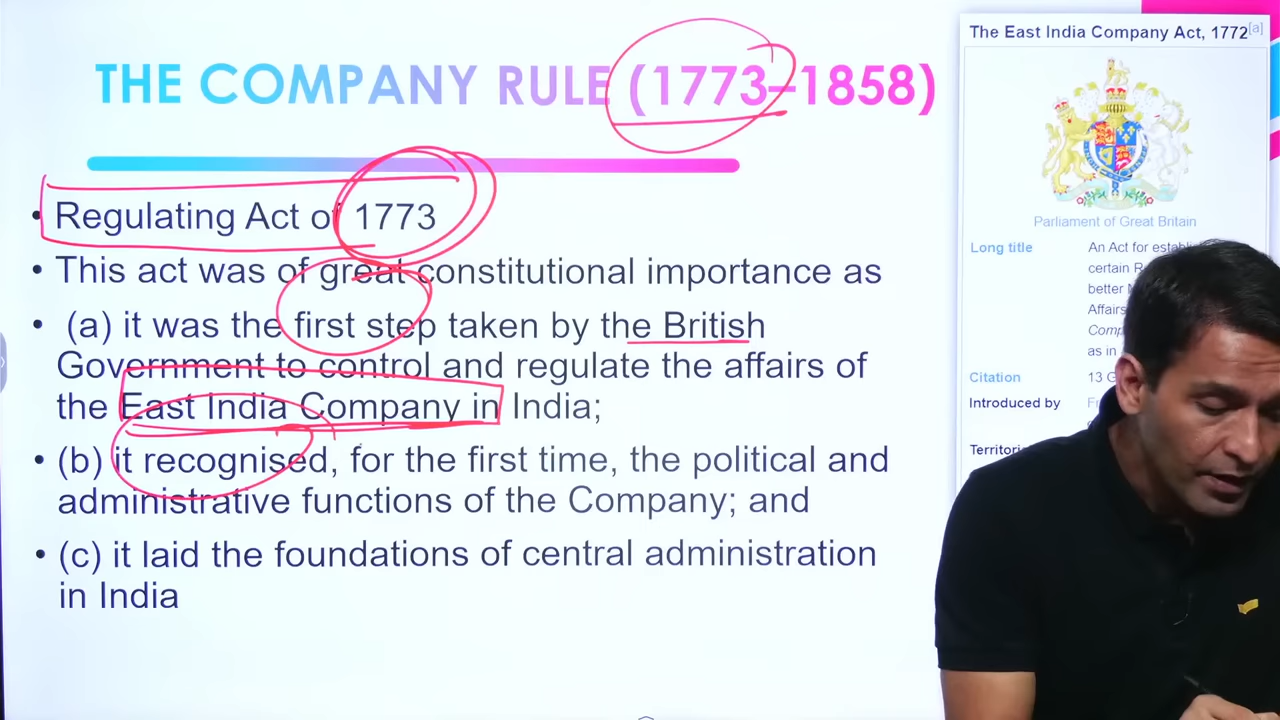 THE COMPANY RULE (1773–1858)
• Regulating Act of 1773
• This act was of great constitutional importance as
• (a) it was the first step taken by the British
Government to control and regulate the affairs of
the East India Company in India;
• (b) it recognised, for the first time, the political and
administrative functions of the Company; and
• (c) it laid the foundations of central administration
in India
The East India Company Act, 1772[a]
Parliament of Great Britain
Long title
An Act for
certain
better
Affairs
as in
Citation
13
Introduced by